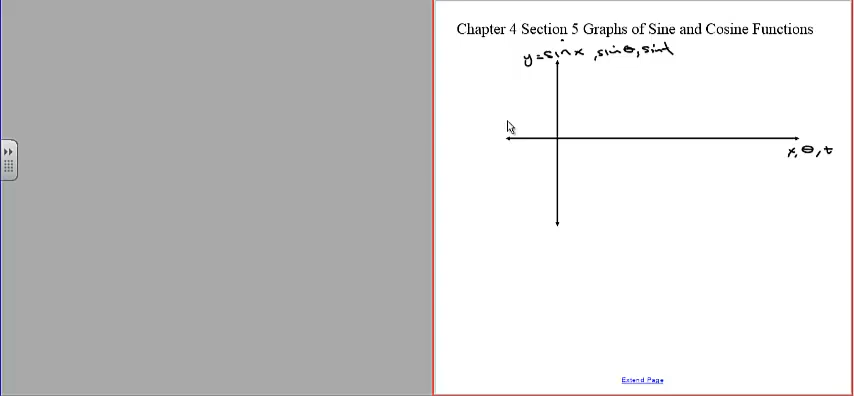 Chapter 4 Section 5 Graphs of Sine and Cosine Functions
y = sin x, sin θ, sin t
x, θ, t
Extend Page